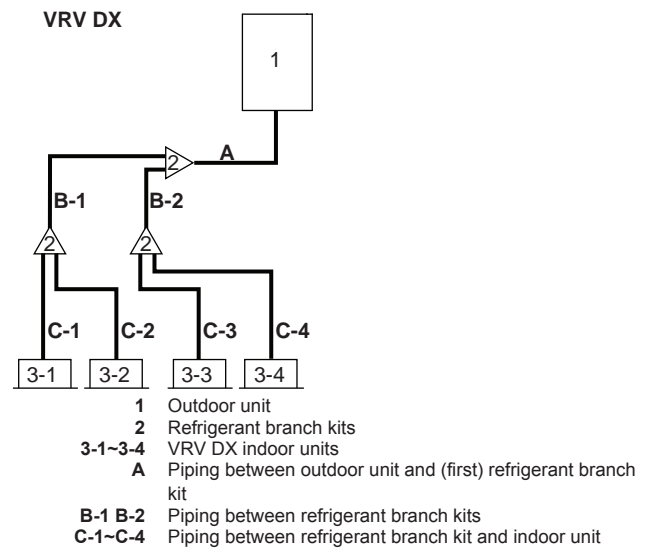 VRV DX
1
2
A
B-1
B-2
2
2
C-1
C-2
C-3
C-4
3-1
3-2
3-3
3-4
1 Outdoor unit
2 Refrigerant branch kits
3-1~3-4 VRV DX indoor units
A Piping between outdoor unit and (first) refrigerant branch
kit
B-1 B-2 Piping between refrigerant branch kits
C-1~C-4 Piping between refrigerant branch kit and indoor unit